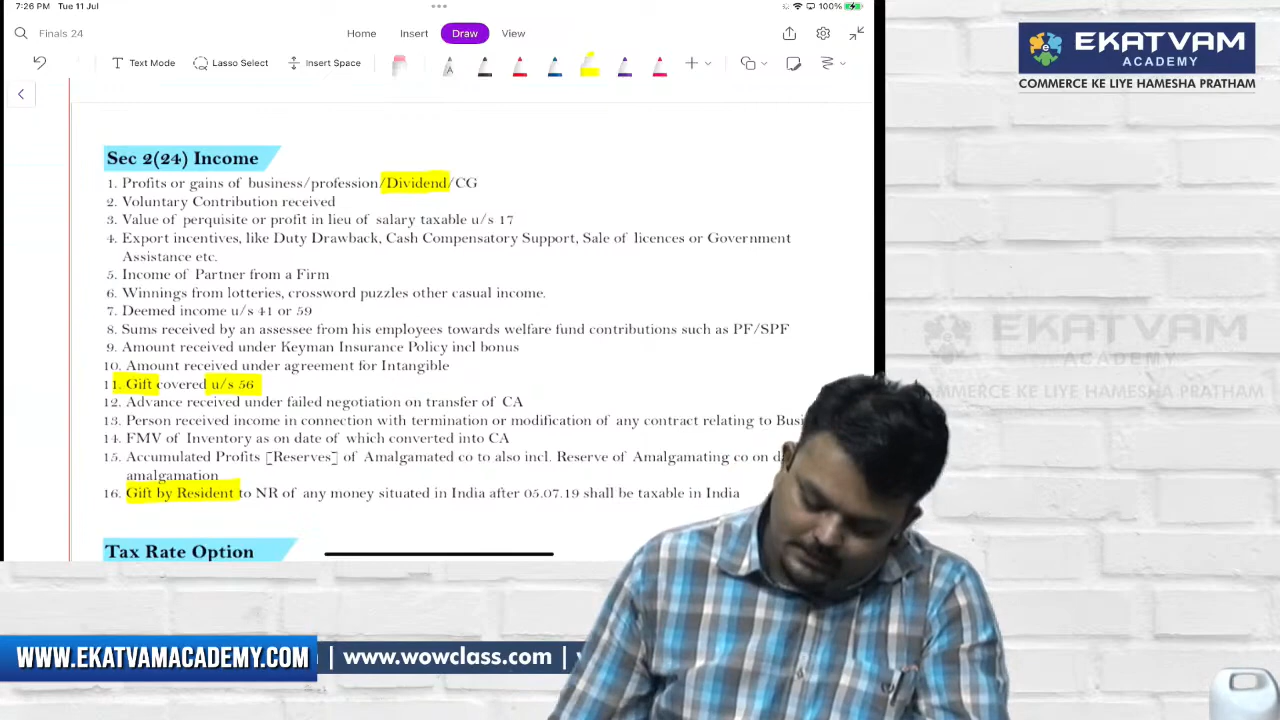 7:26 PM Tue 11 Jul
100%
Finals 24
Home Insert Draw View
Text Mode Lasso Select Insert Space
EKATVAM
ACADEMY
COMMERCE KE LIYE HAMESHA PRATHAM
Sec 2(24) Income
1. Profits or gains of business/profession/Dividend/CG
2. Voluntary Contribution received
3. Value of perquisite or profit in lieu of salary taxable u/s 17
4. Export incentives, like Duty Drawback, Cash Compensatory Support, Sale of licences or Government
Assistance etc.
5. Income of Partner from a Firm
6. Winnings from lotteries, crossword puzzles other casual income.
7. Deemed income u/s 41 or 59
8. Sums received by an assessee from his employees towards welfare fund contributions such as PF/SPF
9. Amount received under Keyman Insurance Policy incl bonus
10. Amount received under agreement for Intangible
11. Gift covered u/s 56
12. Advance received under failed negotiation on transfer of CA
13. Person received income in connection with termination or modification of any contract relating to Busi
14. FMV of Inventory as on date of which converted into CA
15. Accumulated Profits [Reserves] of Amalgamated co to also incl. Reserve of Amalgamating co on
amalgamation
16. Gift by Resident to NR of any money situated in India after 05.07.19 shall be taxable in India
Tax Rate Option
EKATVAM
ACADEMY
COMMERCE KE LIYE HAMESHA PRATHAM
WWW.EKATVAMACADEMY.COM | www.wowclass.com |